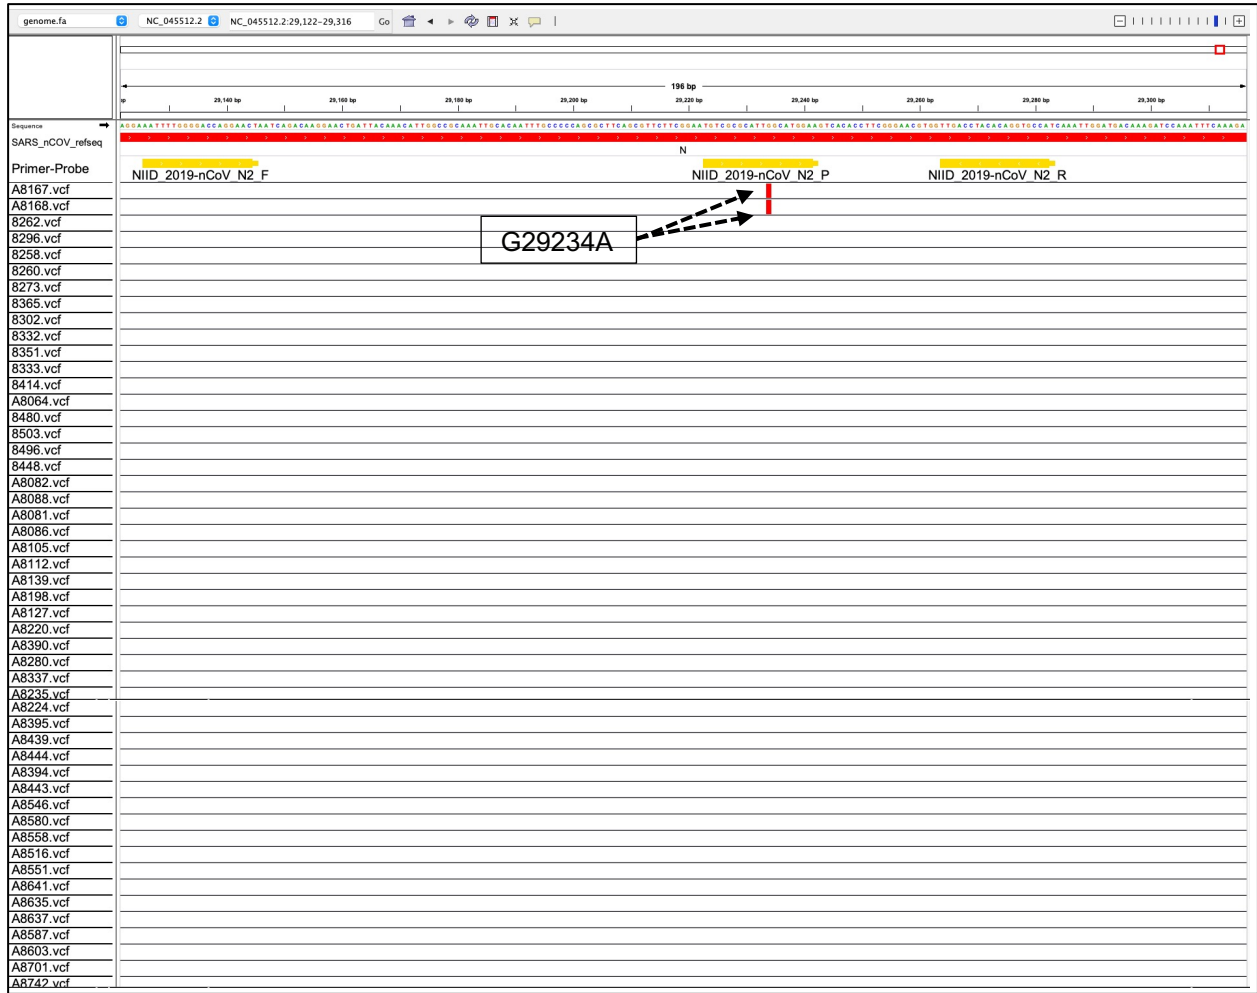 genome.fa NC_045512.2 NC_045512.2:29,122-29,316 Go
196 bp
bp 29,140 bp 29,160 bp 29,180 bp 29,200 bp 29,220 bp 29,240 bp 29,260 bp 29,280 bp 29,300 bp
Sequence
SARS_nCOV_refseq
N
Primer-Probe
NIID_2019-nCoV_N2_F NIID_2019-nCoV_N2_P NIID_2019-nCoV_N2_R
A8167.vcf
A8168.vcf
8262.vcf
G29234A
8296.vcf
8258.vcf
8260.vcf
8273.vcf
8365.vcf
8302.vcf
8332.vcf
8351.vcf
8333.vcf
8414.vcf
A8064.vcf
8480.vcf
8503.vcf
8496.vcf
8448.vcf
A8082.vcf
A8088.vcf
A8081.vcf
A8086.vcf
A8105.vcf
A8112.vcf
A8139.vcf
A8198.vcf
A8127.vcf
A8220.vcf
A8390.vcf
A8280.vcf
A8337.vcf
A8235.vcf
A8224.vcf
A8395.vcf
A8439.vcf
A8444.vcf
A8394.vcf
A8443.vcf
A8546.vcf
A8580.vcf
A8558.vcf
A8516.vcf
A8551.vcf
A8641.vcf
A8635.vcf
A8637.vcf
A8587.vcf
A8603.vcf
A8701.vcf
A8742.vcf